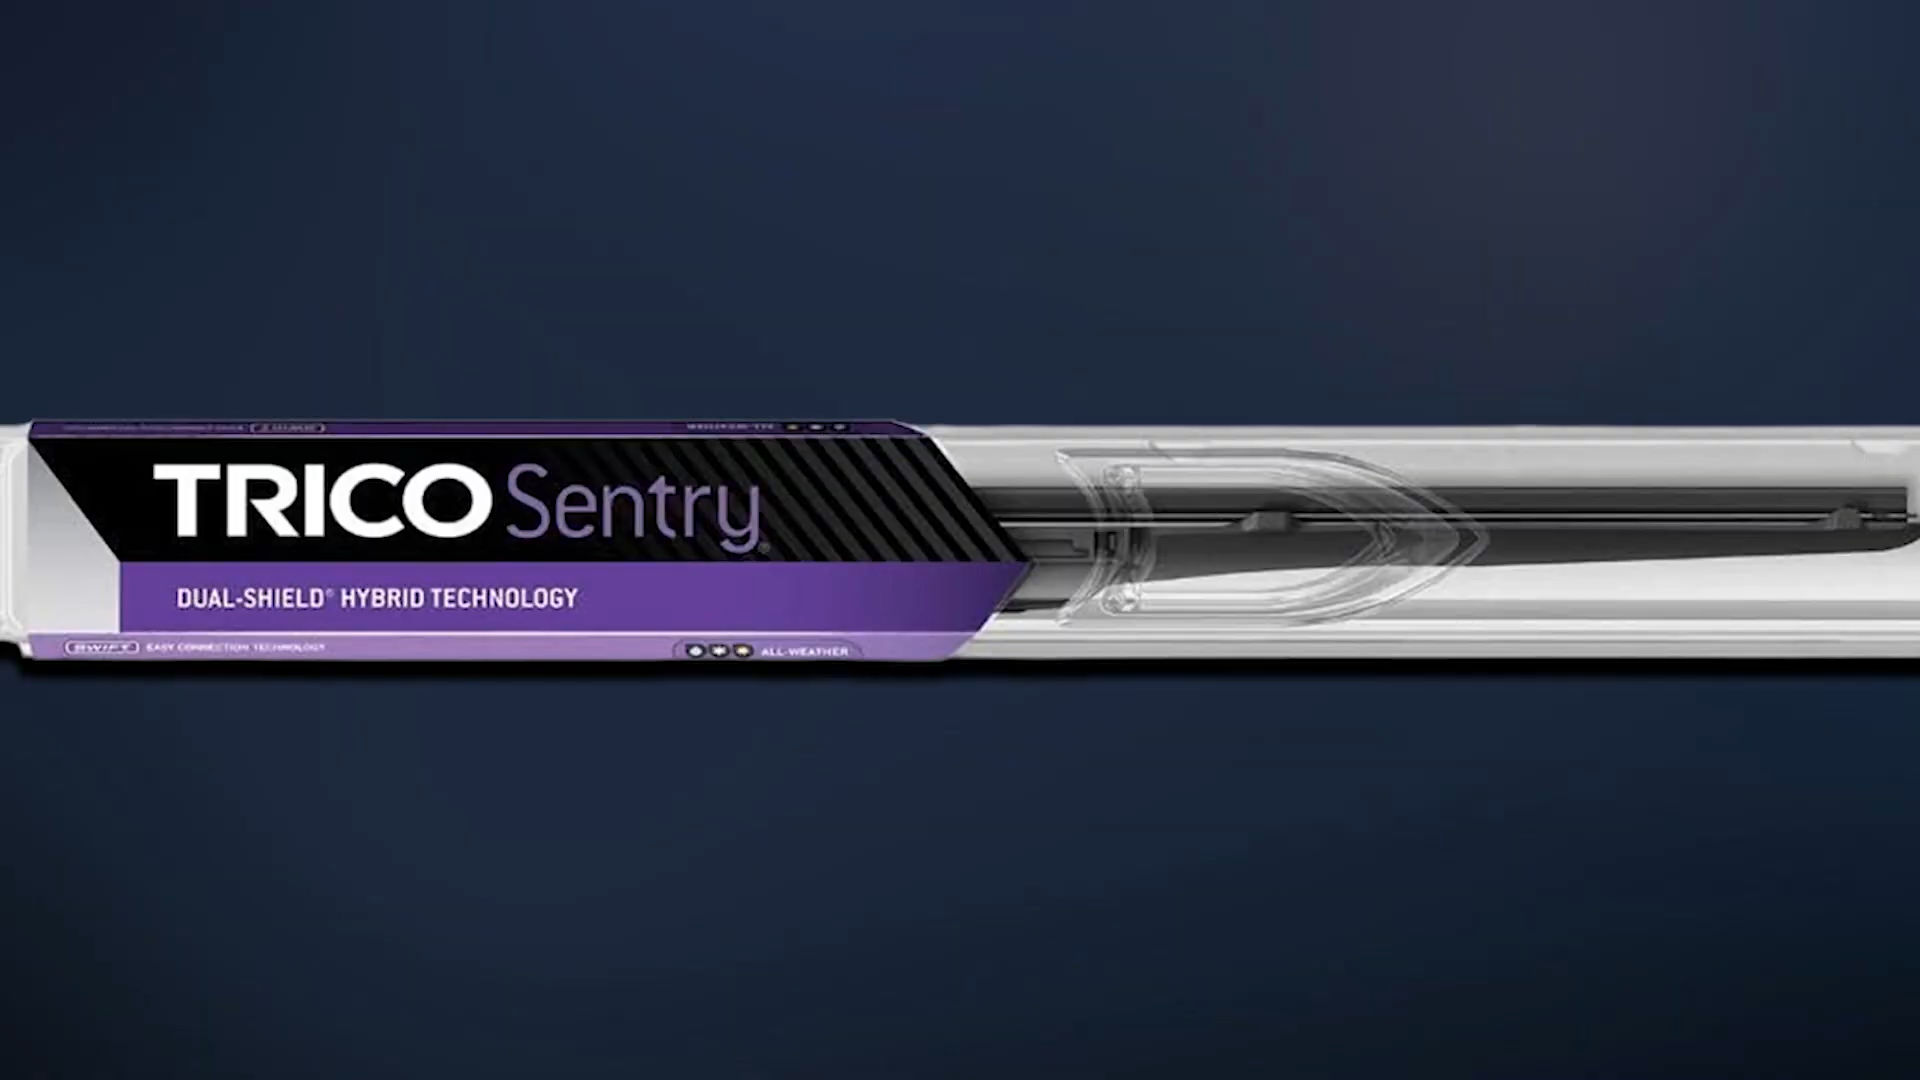 TRICO Sentry®
DUAL-SHIELD® HYBRID TECHNOLOGY
SWIFT EASY CONNECTION TECHNOLOGY
ALL-WEATHER